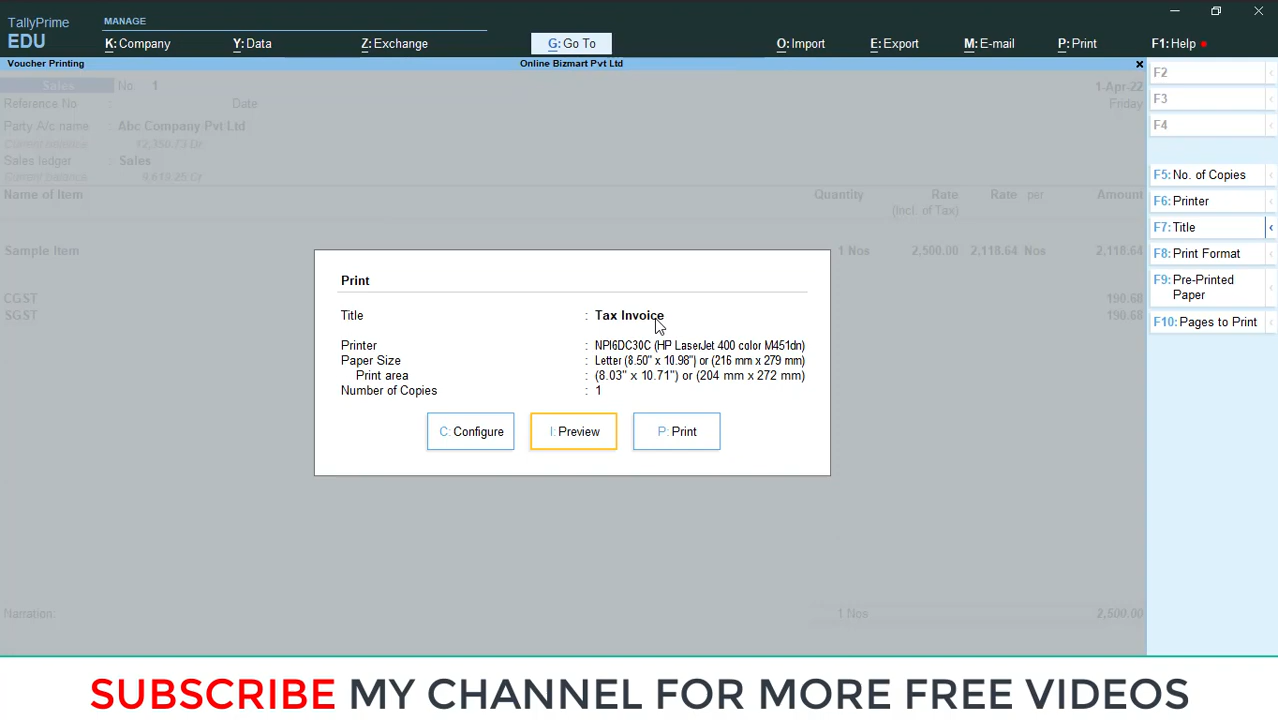 TallyPrime
EDU
MANAGE
K: Company Y: Data Z: Exchange G: Go To O: Import E: Export M: E-mail P: Print F1: Help
Voucher Printing Online Bizmart Pvt Ltd
Sales No. 1 1-Apr-22
Reference No : Date Friday
Party A/c name : Abc Company Pvt Ltd
Current balance
Sales ledger : Sales
Current balance
Name of Item Quantity Rate Rate per Amount
(Incl. of Tax)
Sample Item 1 Nos 2,500.00 2,118.64 Nos 2,118.64
CGST 190.68
SGST 190.68
Print
Title : Tax Invoice
Printer : NPI6DC30C (HP LaserJet 400 color M451dn)
Paper Size : Letter (8.50" x 10.98") or (216 mm x 279 mm)
Print area : (8.03" x 10.71") or (204 mm x 272 mm)
Number of Copies : 1
C: Configure I: Preview P: Print
Narration: 1 Nos 2,500.00
F2
F3
F4
F5: No. of Copies
F6: Printer
F7: Title
F8: Print Format
F9: Pre-Printed
Paper
F10: Pages to Print
SUBSCRIBE MY CHANNEL FOR MORE FREE VIDEOS